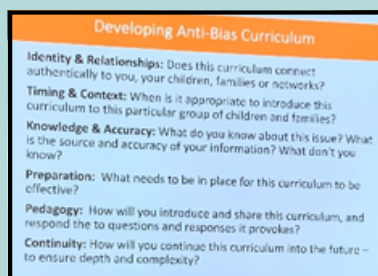 Developing Anti-Bias Curriculum
Identity & Relationships: Does this curriculum connect
authentically to you, your children, families or networks?
Timing & Context: When is it appropriate to introduce this
curriculum to this particular group of children and families?
Knowledge & Accuracy: What do you know about this issue? What
is the source and accuracy of your information? What don't you
know?
Preparation: What needs to be in place for this curriculum to be
effective?
Pedagogy: How will you introduce and share this curriculum, and
respond the to questions and responses it provokes?
Continuity: How will you continue this curriculum into the future –
to ensure depth and complexity?